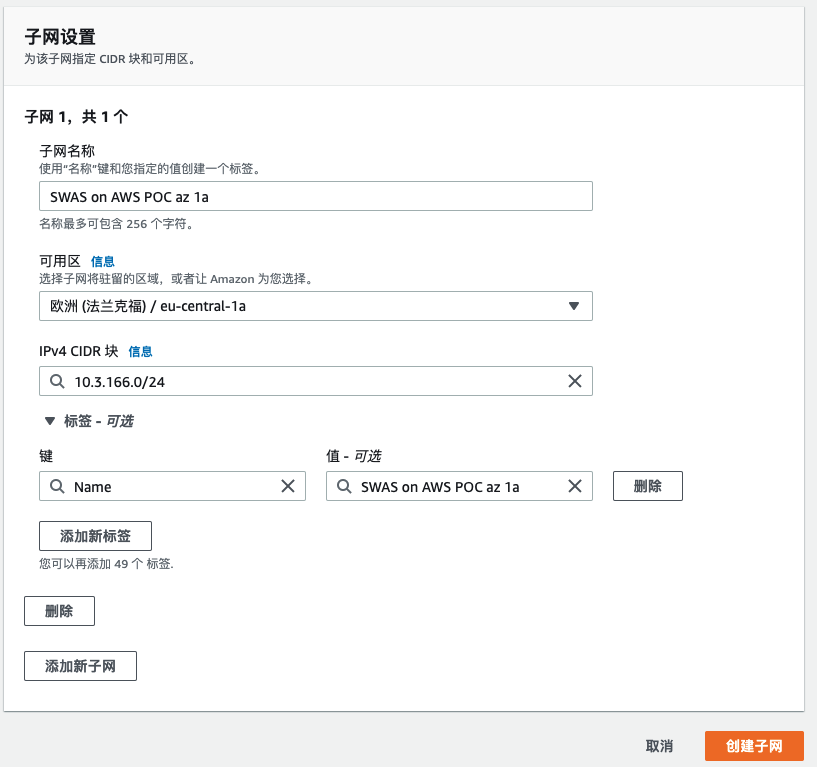 子网设置
为该子网指定 CIDR 块和可用区。
子网 1，共 1 个
子网名称
使用“名称”键和您指定的值创建一个标签。
SWAS on AWS POC az 1a
名称最多可包含 256 个字符。
可用区 信息
选择子网将驻留的区域，或者让 Amazon 为您选择。
欧洲 (法兰克福) / eu-central-1a
IPv4 CIDR 块 信息
10.3.166.0/24
标签 - 可选
键 值 - 可选
Name SWAS on AWS POC az 1a 删除
添加新标签
您可以再添加 49 个 标签.
删除
添加新子网
取消 创建子网